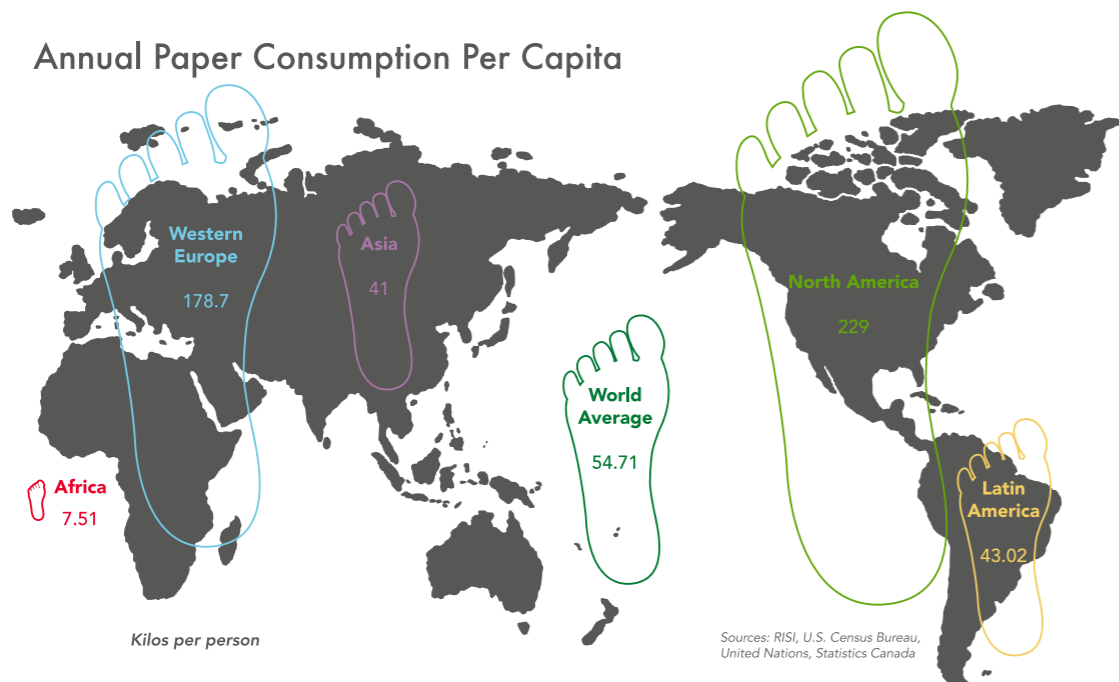 Annual Paper Consumption Per Capita
Western
Europe
178.7
Asia
41
North America
229
World
Average
54.71
Africa
7.51
Latin
America
43.02
Kilos per person
Sources: RISI, U.S. Census Bureau,
United Nations, Statistics Canada